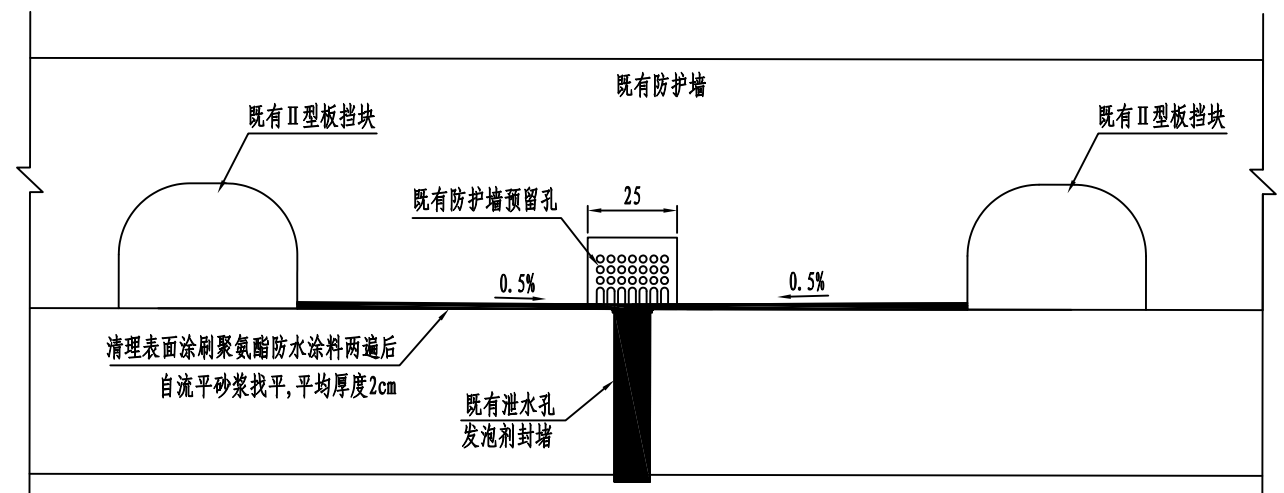 既有防护墙
既有Ⅱ型板挡块
既有Ⅱ型板挡块
既有防护墙预留孔
25
0.5%
0.5%
清理表面涂刷聚氨酯防水涂料两遍后
自流平砂浆找平,平均厚度2cm
既有泄水孔
发泡剂封堵